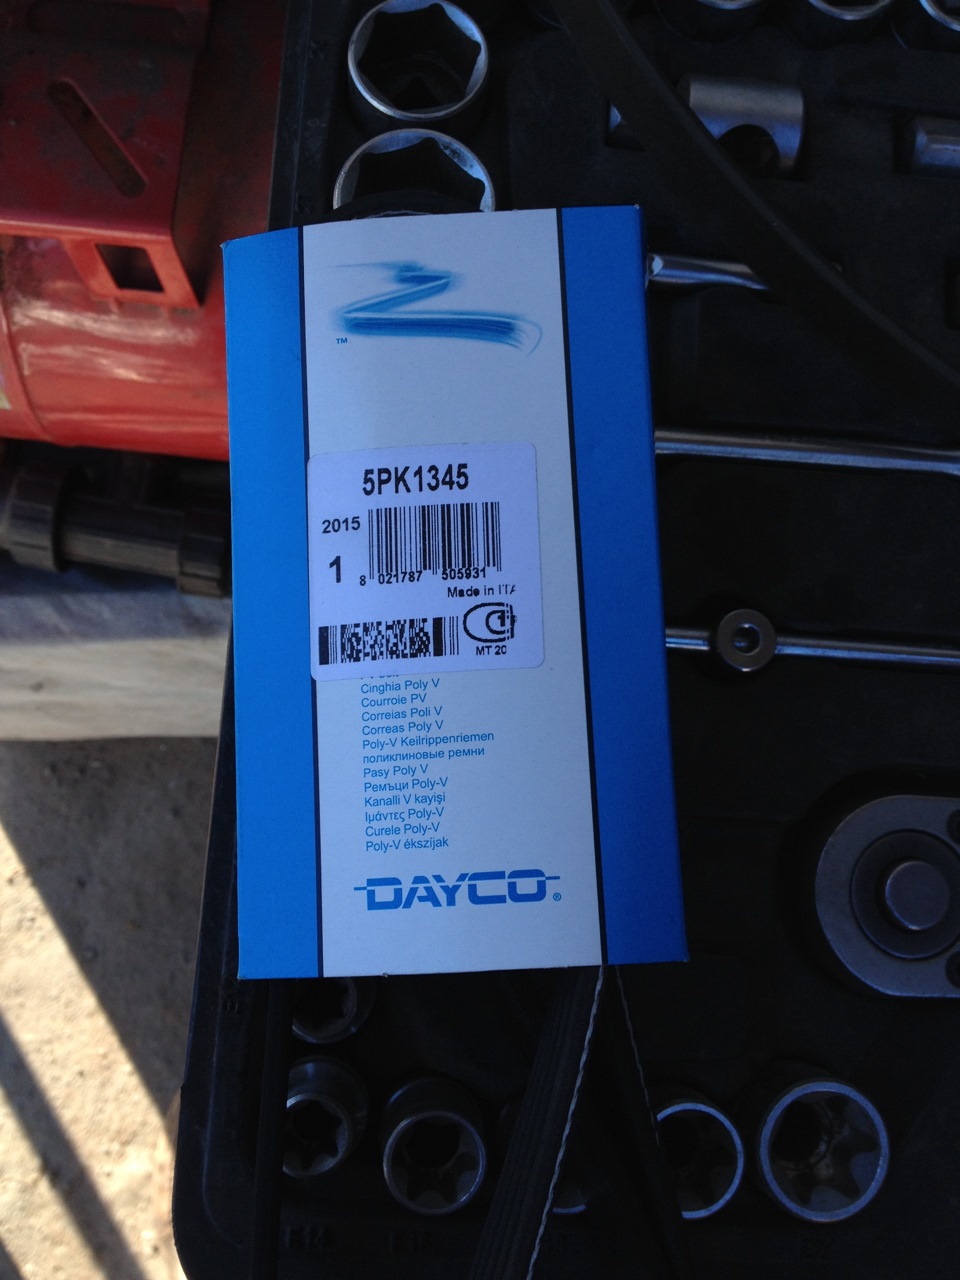 TM
5PK1345
2015
1
8 021787 505931
Made in ITA
MT 20
Cinghia Poly V
Courroie PV
Correias Poli V
Correas Poly V
Poly-V Keilrippenriemen
поликлиновые ремни
Pasy Poly V
Ремъци Poly-V
Kanalli V kayişi
Ιμάντες Poly-V
Curele Poly-V
Poly-V ékszíjak
DAYCO®